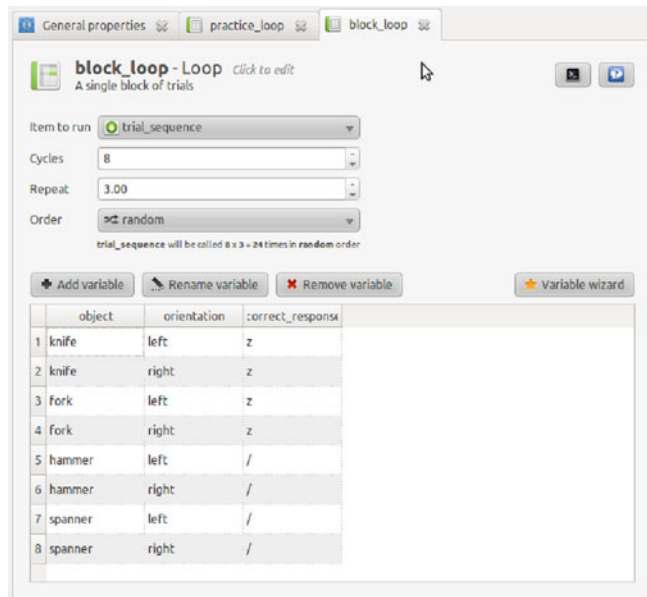 General properties practice_loop block_loop
block_loop - Loop Click to edit
A single block of trials
Item to run trial_sequence
Cycles 8
Repeat 3.00
Order random
trial_sequence will be called 8 x 3 = 24 times in random order
Add variable Rename variable Remove variable Variable wizard
object orientation correct_response
1 knife left z
2 knife right z
3 fork left z
4 fork right z
5 hammer left /
6 hammer right /
7 spanner left /
8 spanner right /